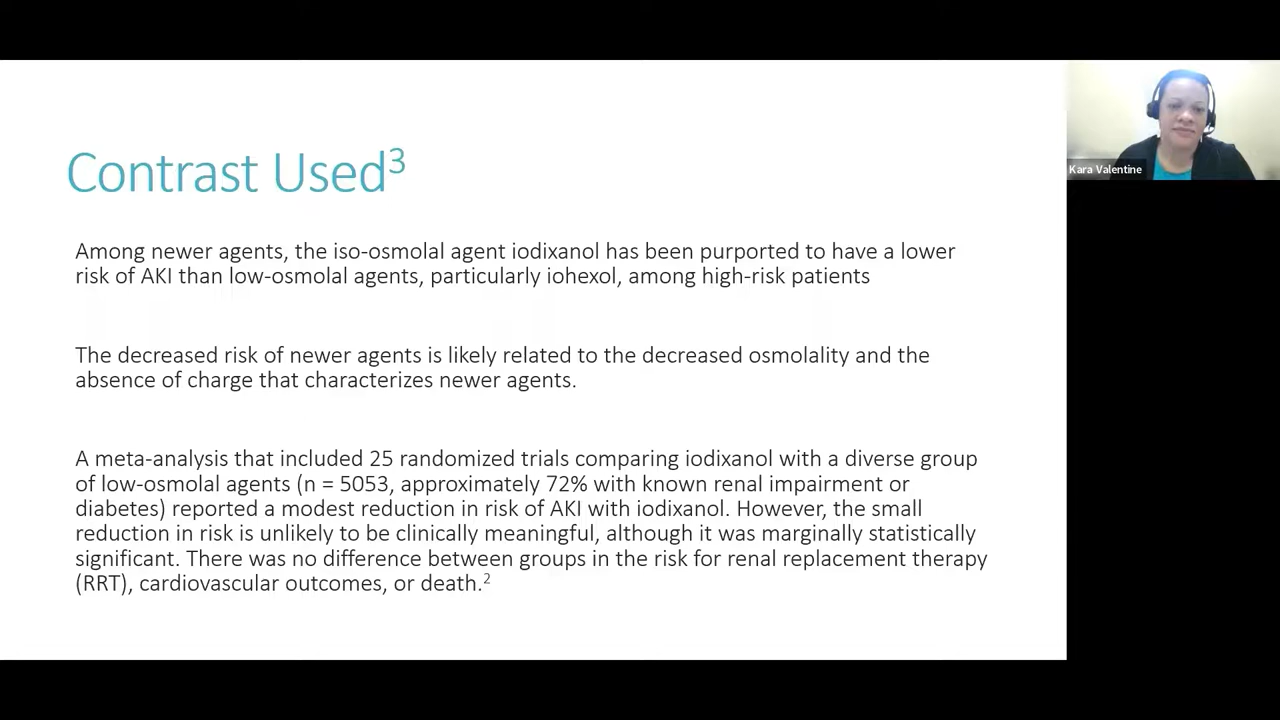 Contrast Used³
Among newer agents, the iso-osmolal agent iodixanol has been purported to have a lower
risk of AKI than low-osmolal agents, particularly iohexol, among high-risk patients
The decreased risk of newer agents is likely related to the decreased osmolality and the
absence of charge that characterizes newer agents.
A meta-analysis that included 25 randomized trials comparing iodixanol with a diverse group
of low-osmolal agents (n = 5053, approximately 72% with known renal impairment or
diabetes) reported a modest reduction in risk of AKI with iodixanol. However, the small
reduction in risk is unlikely to be clinically meaningful, although it was marginally statistically
significant. There was no difference between groups in the risk for renal replacement therapy
(RRT), cardiovascular outcomes, or death.²
Kara Valentine